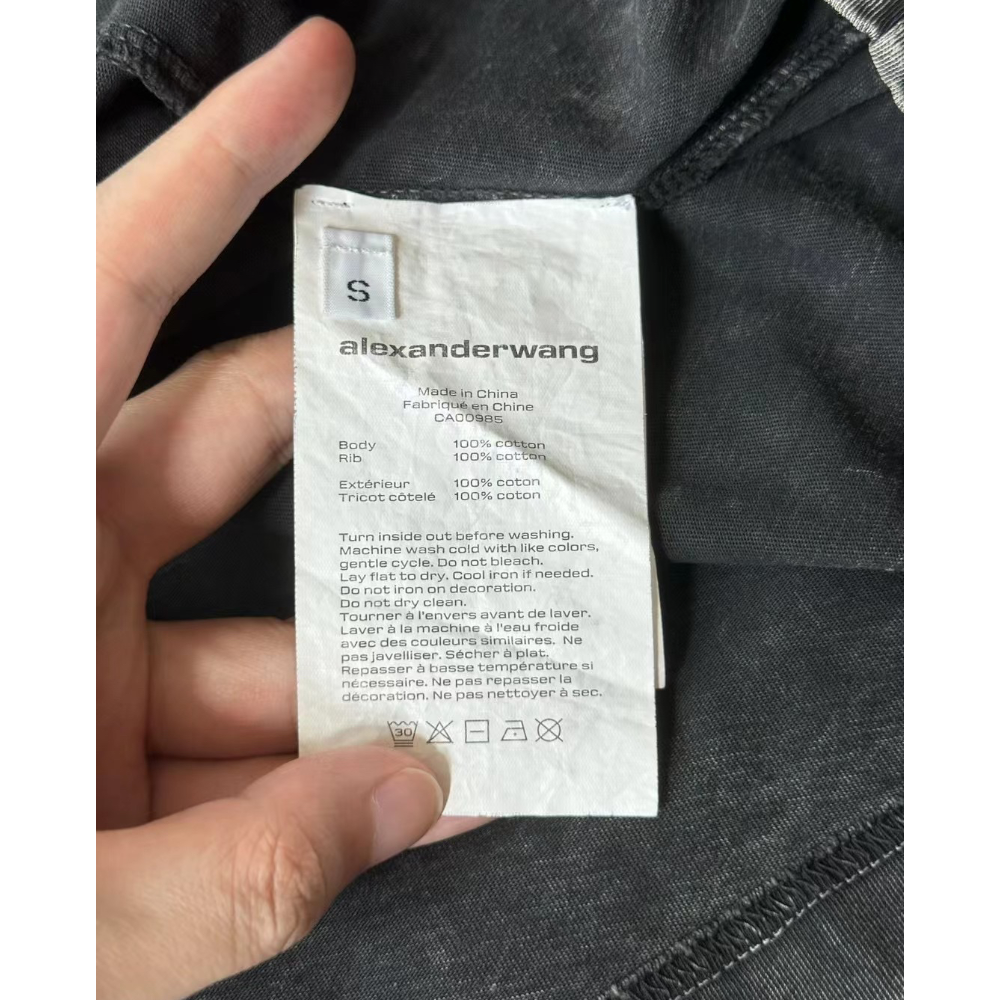 S
alexanderwang
Made in China
Fabriqué en Chine
CA00985
Body 100% cotton
Rib 100% cotton
Extérieur 100% coton
Tricot côtelé 100% coton
Turn inside out before washing.
Machine wash cold with like colors,
gentle cycle. Do not bleach.
Lay flat to dry. Cool iron if needed.
Do not iron on decoration.
Do not dry clean.
Tourner à l'envers avant de laver.
Laver à la machine à l'eau froide
avec des couleurs similaires. Ne
pas javelliser. Sécher à plat.
Repasser à basse température si
nécessaire. Ne pas repasser la
décoration. Ne pas nettoyer à sec.
30